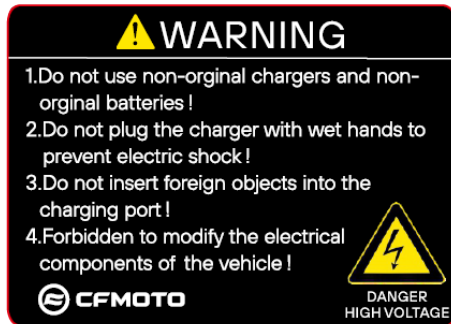 WARNING
1.Do not use non-orginal chargers and non-
orginal batteries !
2.Do not plug the charger with wet hands to
prevent electric shock !
3.Do not insert foreign objects into the
charging port !
4.Forbidden to modify the electrical
components of the vehicle !
CFMOTO
DANGER
HIGH VOLTAGE